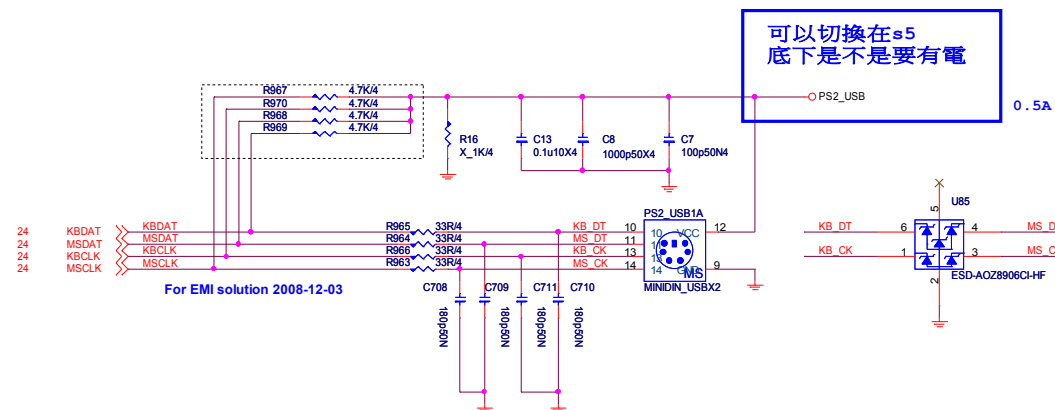 可以切換在s5
底下是不是要有電
PS2_USB
0.5A
R967 4.7K/4
R970 4.7K/4
R968 4.7K/4
R969 4.7K/4
R16
X_1K/4
C13
0.1u10X4
C8
1000p50X4
C7
100p50N4
24 KBDAT KBDAT R965 33R/4 KB_DT 10
24 MSDAT MSDAT R964 33R/4 MS_DT 11
24 KBCLK KBCLK R966 33R/4 KB_CK 13
24 MSCLK MSCLK R963 33R/4 MS_CK 14
For EMI solution 2008-12-03
PS2_USB1A
10 VCC 12
14 GND 9
MS
MINIDIN_USBX2
C708 C709 C711 C710
180p50N 180p50N 180p50N 180p50N
U85
5
KB_DT 6 4 MS_D
KB_CK 1 3 MS_C
2
ESD-AOZ8906CI-HF